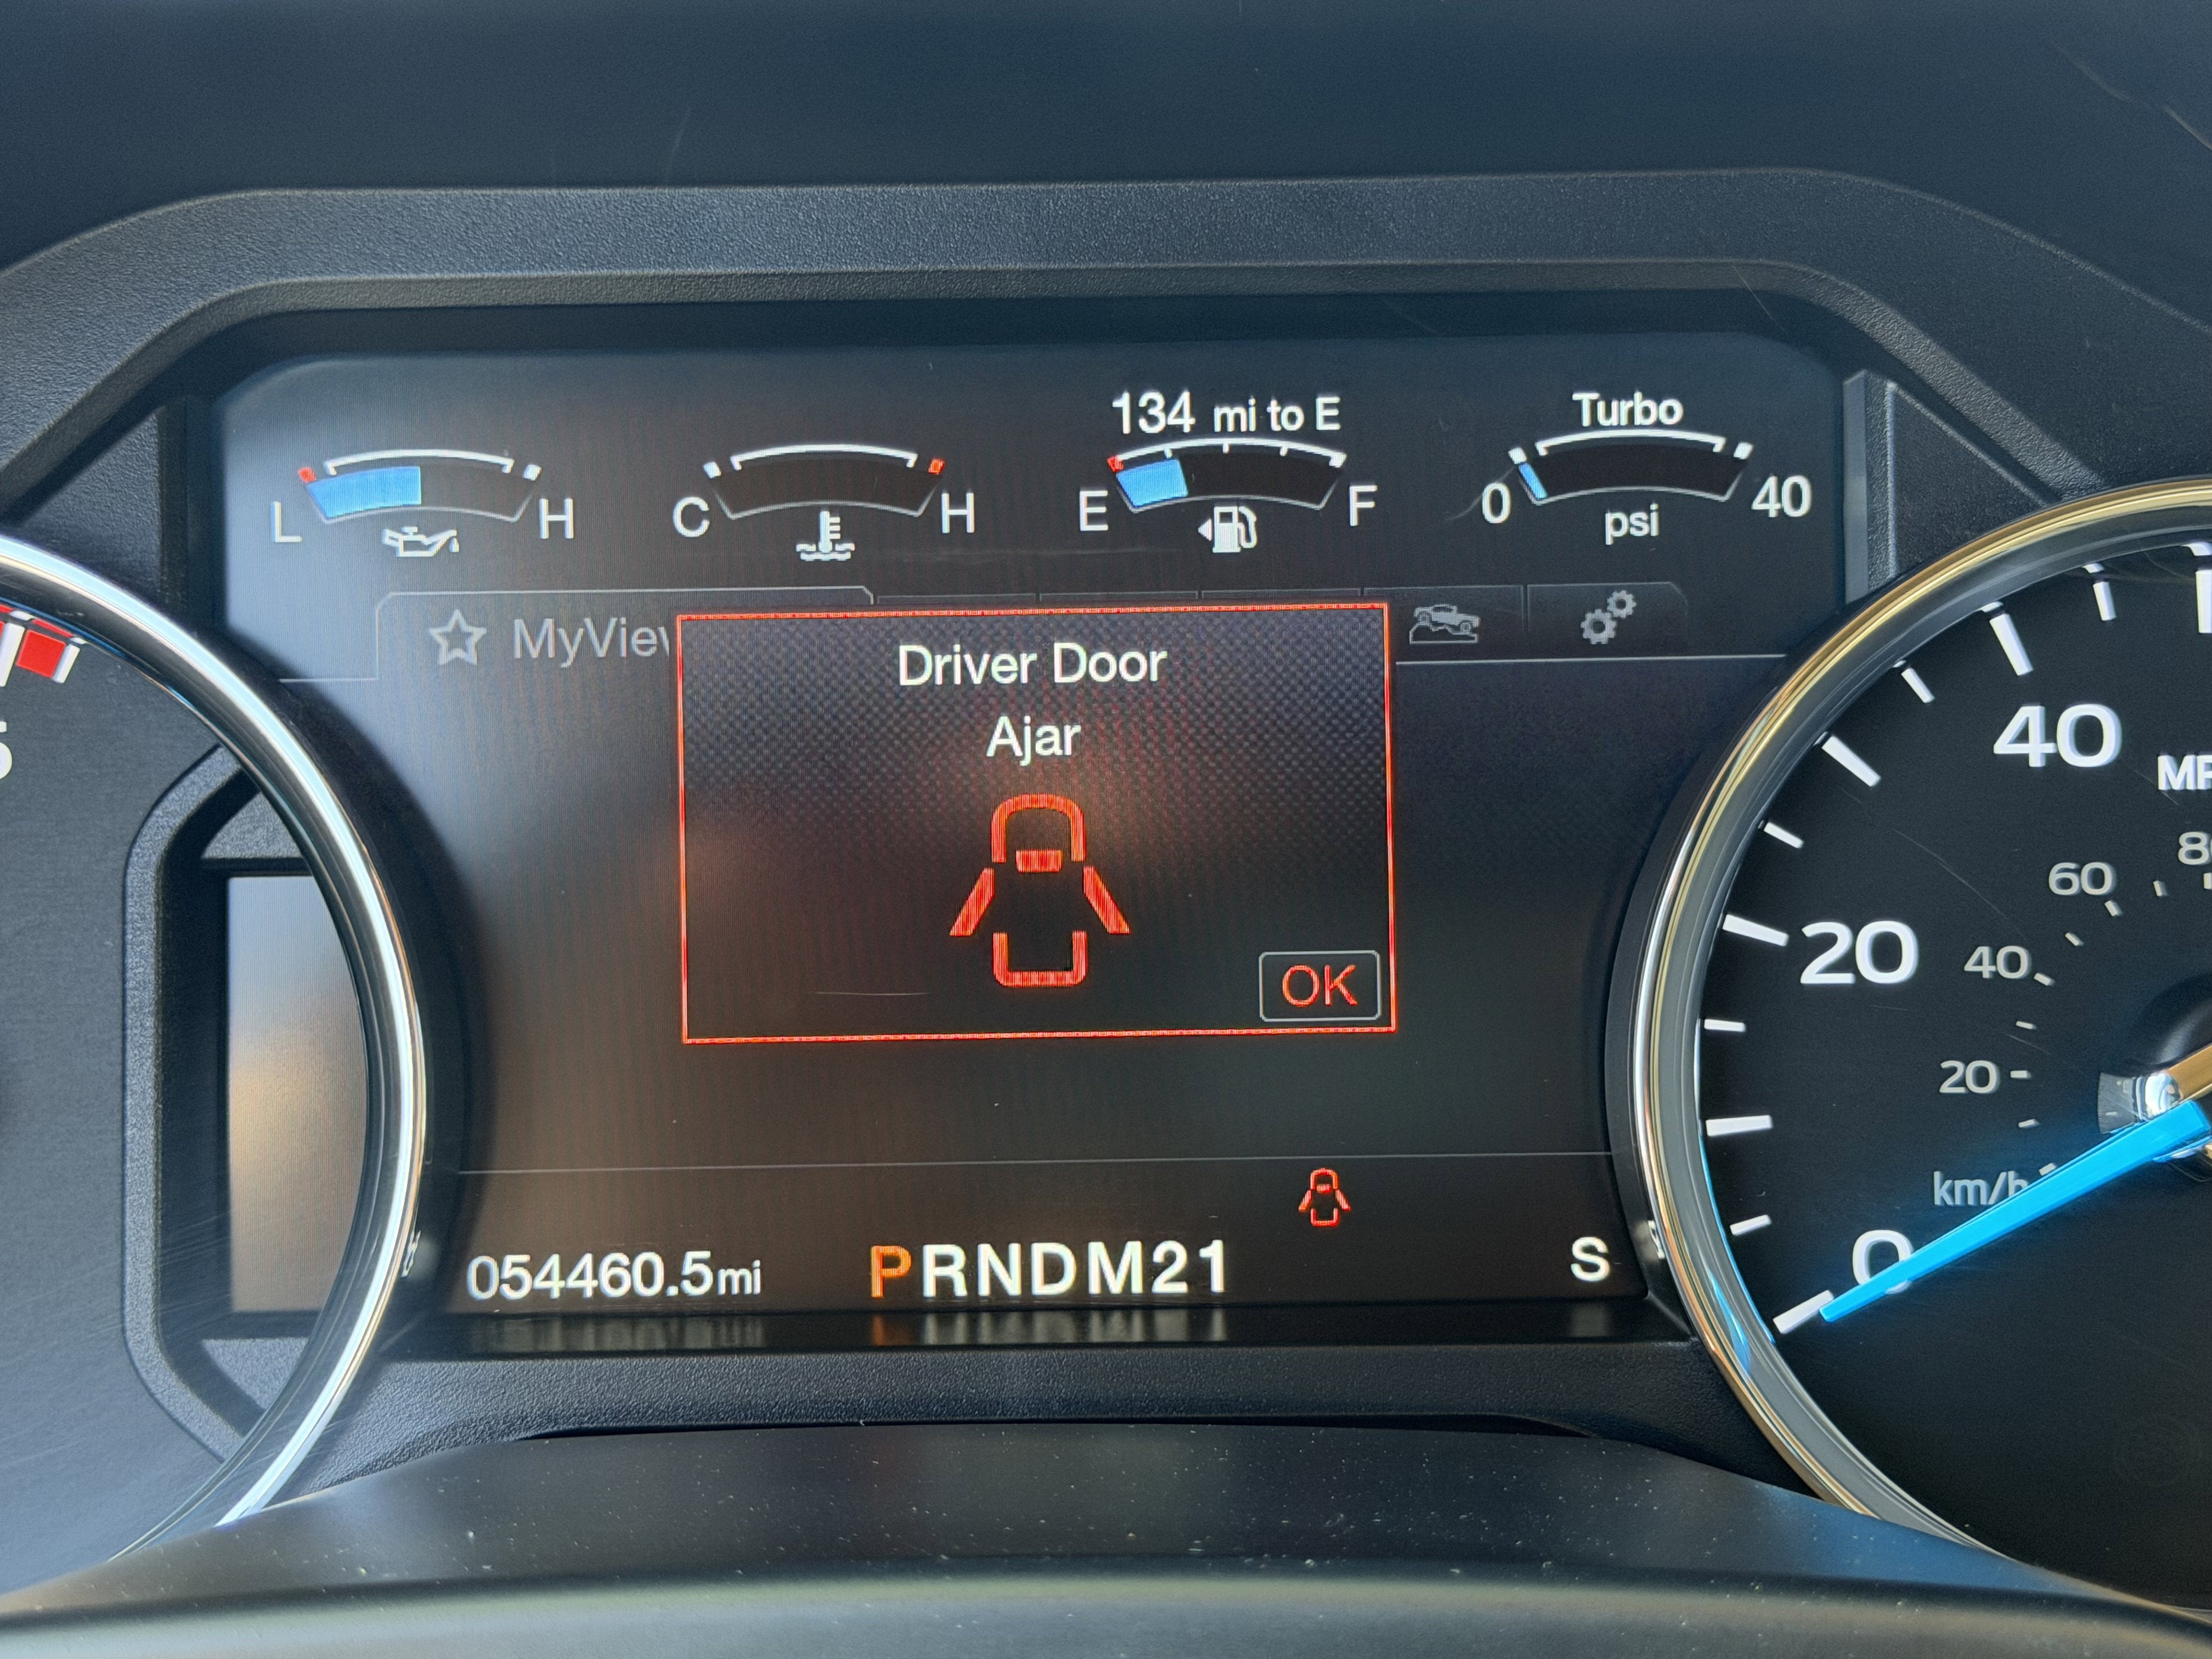 134 mi to E
Turbo
L H
C H
E F
0 40
psi
MyView
Driver Door
Ajar
OK
054460.5mi
PRNDM21
S
40
20
0
60
40
20
km/h